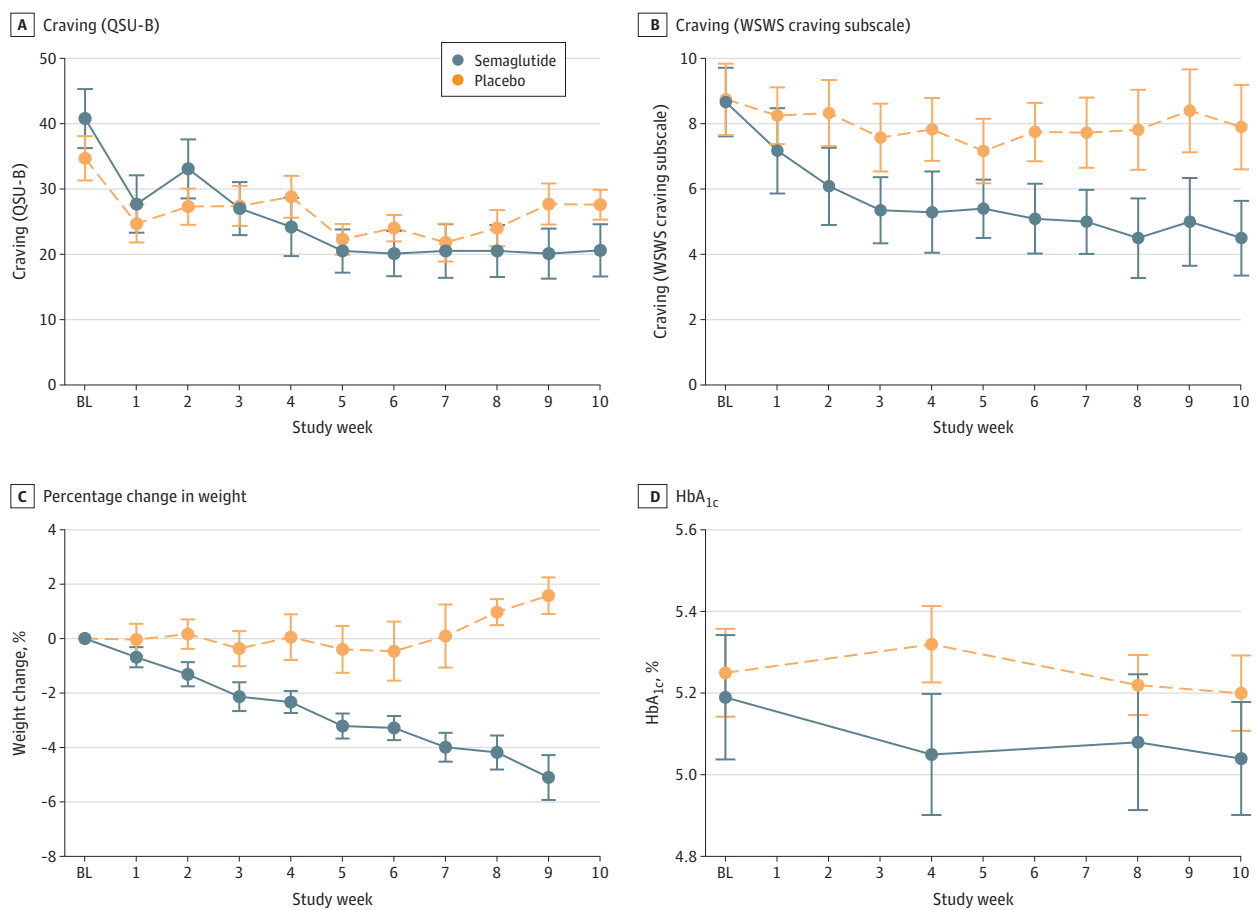 A Craving (QSU-B)
50
40
30
20
10
0
Craving (QSU-B)
Semaglutide
Placebo
BL 1 2 3 4 5 6 7 8 9 10
Study week
B Craving (WSWS craving subscale)
10
8
6
4
2
0
Craving (WSWS craving subscale)
BL 1 2 3 4 5 6 7 8 9 10
Study week
C Percentage change in weight
4
2
0
-2
-4
-6
-8
Weight change, %
BL 1 2 3 4 5 6 7 8 9 10
Study week
D HbA1c
5.6
5.4
5.2
5.0
4.8
HbA1c, %
BL 1 2 3 4 5 6 7 8 9 10
Study week